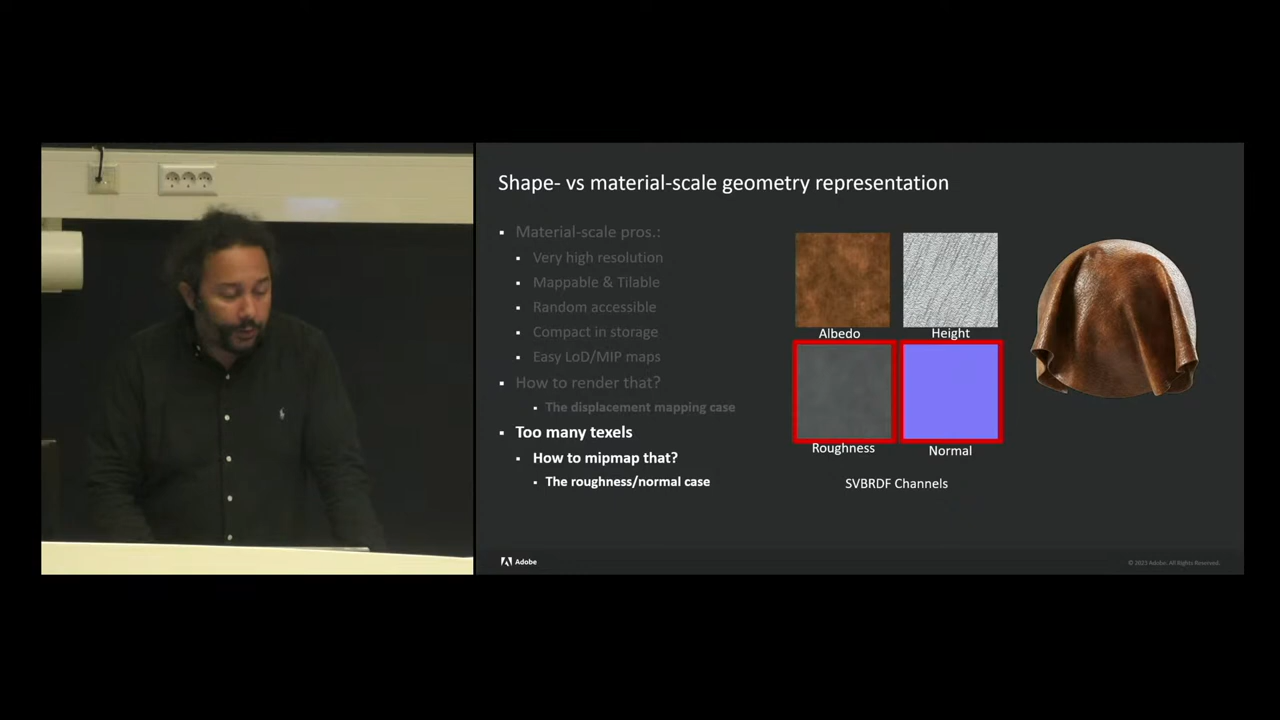 Shape- vs material-scale geometry representation
Material-scale pros.:
Very high resolution
Mappable & Tilable
Random accessible
Compact in storage
Easy LoD/MIP maps
How to render that?
The displacement mapping case
Too many texels
How to mipmap that?
The roughness/normal case
Albedo
Height
Roughness
Normal
SVBRDF Channels
Adobe
© 2023 Adobe. All Rights Reserved.